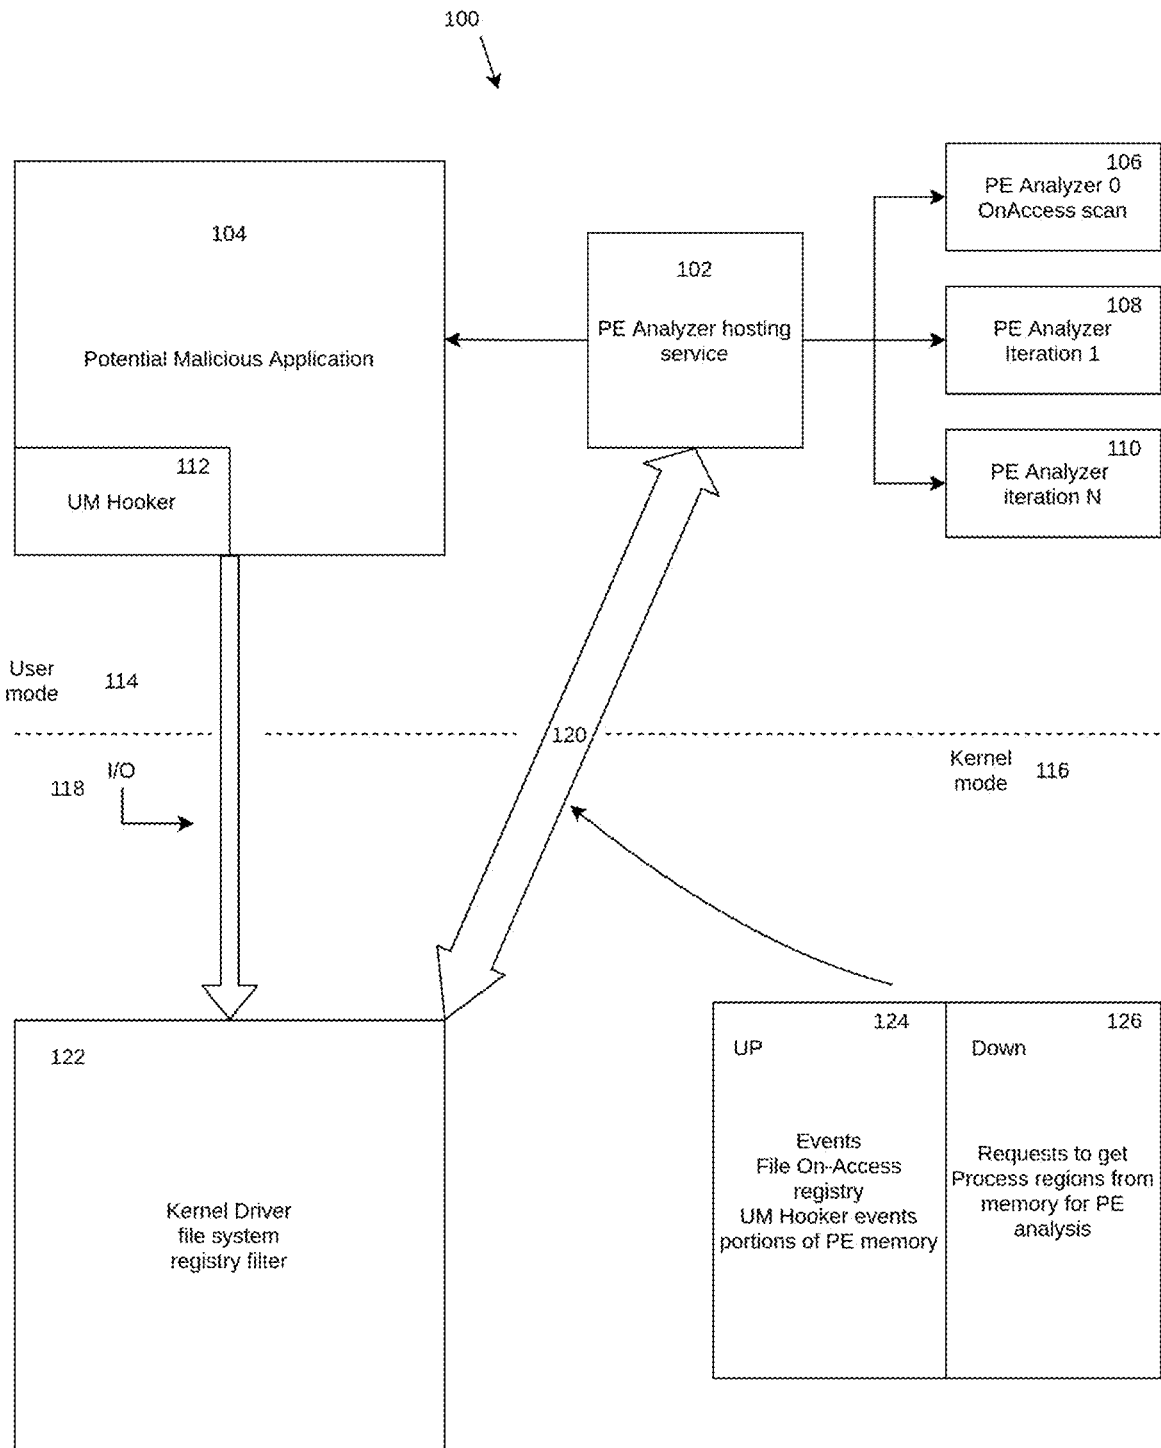 100
104
Potential Malicious Application
112
UM Hooker
102
PE Analyzer hosting
service
106
PE Analyzer 0
OnAccess scan
108
PE Analyzer
Iteration 1
110
PE Analyzer
iteration N
User
mode
114
120
118
I/O
Kernel
mode
116
122
Kernel Driver
file system
registry filter
124
UP
Events
File On-Access
registry
UM Hooker events
portions of PE memory
126
Down
Requests to get
Process regions from
memory for PE
analysis